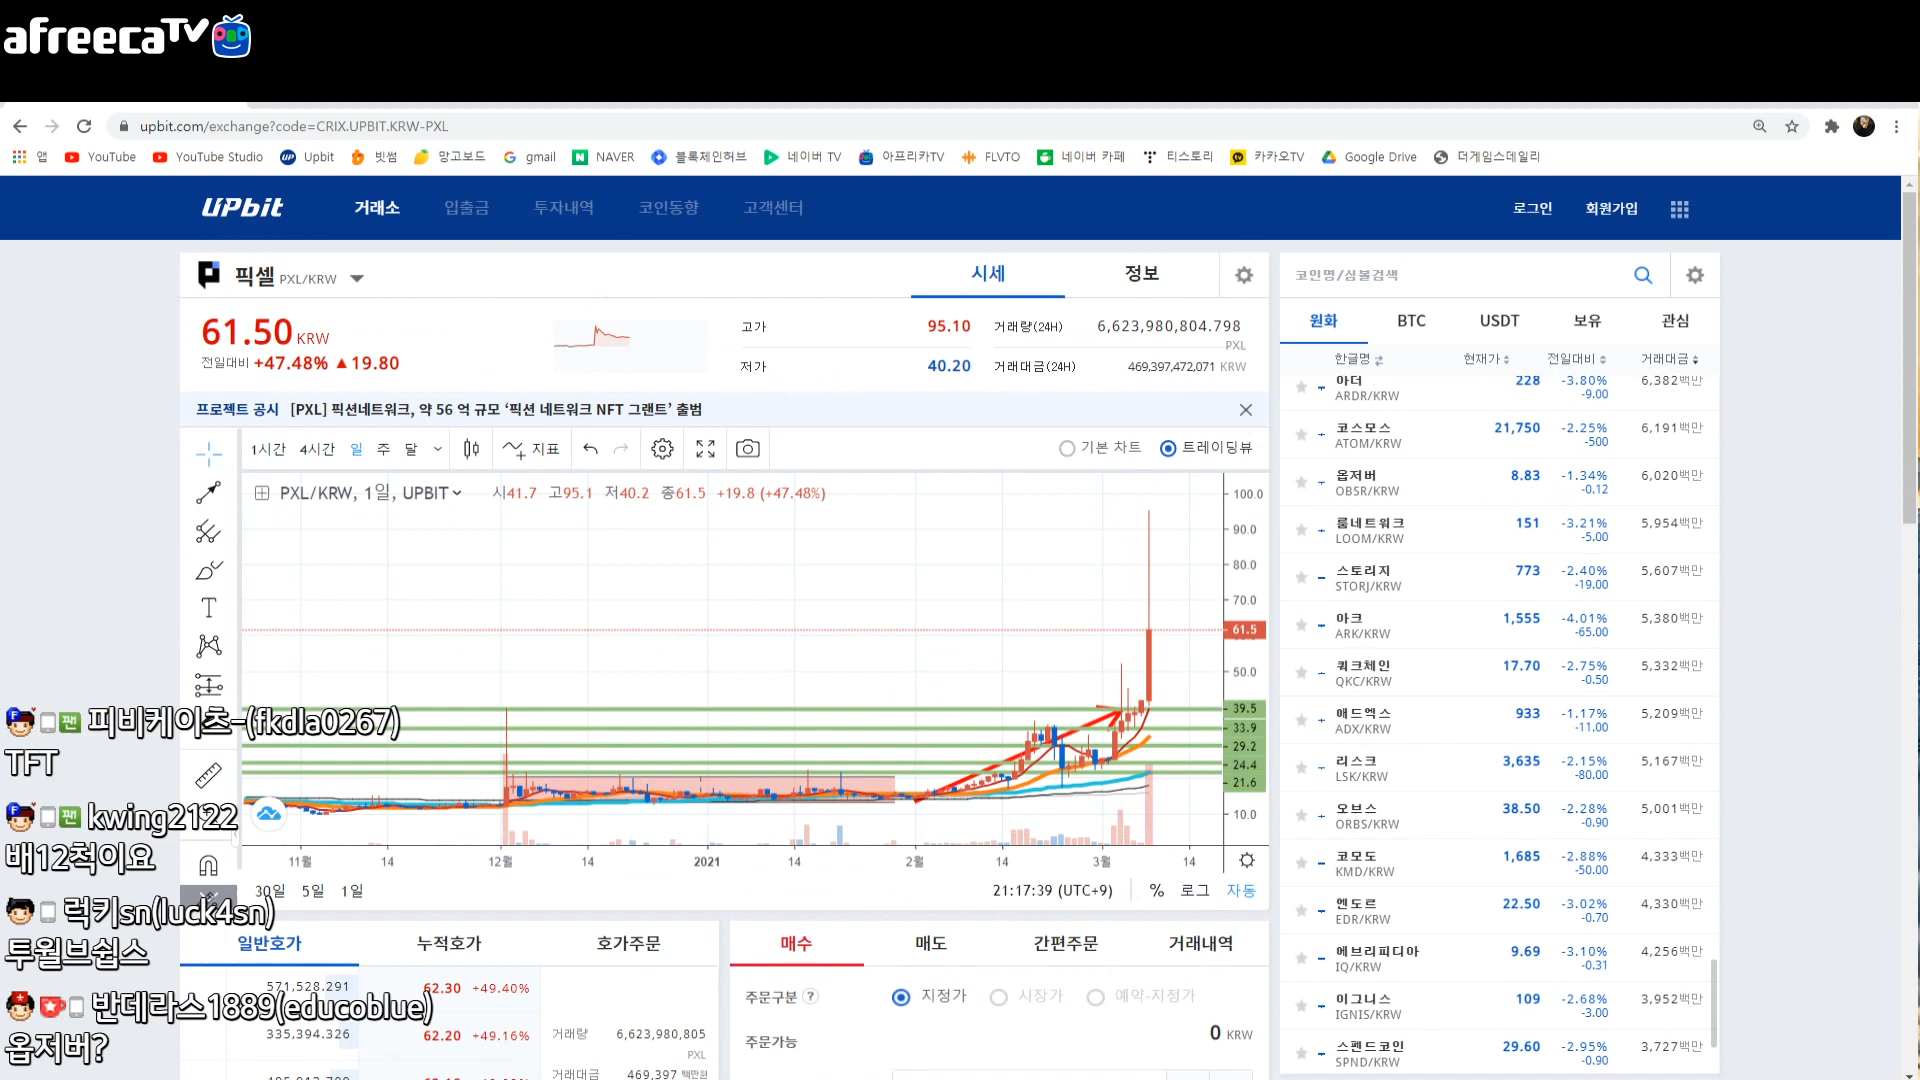 afreecaTV
upbit.com/exchange?code=CRIX.UPBIT.KRW-PXL
앱 YouTube YouTube Studio Upbit 빗썸 망고보드 gmail NAVER 블록체인허브 네이버 TV 아프리카TV FLVTO 네이버 카페 티스토리 카카오TV Google Drive 더게임스데일리
UPbit 거래소 입출금 투자내역 코인동향 고객센터 로그인 회원가입
픽셀 PXL/KRW 시세 정보
61.50 KRW
전일대비 +47.48% ▲19.80
고가 95.10 거래량(24H) 6,623,980,804.798
PXL
저가 40.20 거래대금(24H) 469,397,472,071 KRW
프로젝트 공시 [PXL] 픽션네트워크, 약 56 억 규모 ‘픽션 네트워크 NFT 그랜트’ 출범
1시간 4시간 일 주 달 지표 기본 차트 트레이딩뷰
PXL/KRW, 1일, UPBIT 시41.7 고95.1 저40.2 종61.5 +19.8 (+47.48%)
100.0
90.0
80.0
70.0
61.5
50.0
39.5
33.9
29.2
24.4
21.6
10.0
11월 14 12월 14 2021 14 2월 14 3월 14
30일 5일 1일 21:17:39 (UTC+9) % 로그 자동
일반호가 누적호가 호가주문
571,528.291 62.30 +49.40%
335,394.326 62.20 +49.16%
거래량 6,623,980,805
PXL
거래대금 469,397 백만원
매수 매도 간편주문 거래내역
주문구분 ? 지정가 시장가 예약-지정가
주문가능 0 KRW
코인명/심볼검색
원화 BTC USDT 보유 관심
한글명 현재가 전일대비 거래대금
아더 228 -3.80% 6,382백만
ARDR/KRW -9.00
코스모스 21,750 -2.25% 6,191백만
ATOM/KRW -500
옵저버 8.83 -1.34% 6,020백만
OBSR/KRW -0.12
룸네트워크 151 -3.21% 5,954백만
LOOM/KRW -5.00
스토리지 773 -2.40% 5,607백만
STORJ/KRW -19.00
아크 1,555 -4.01% 5,380백만
ARK/KRW -65.00
쿼크체인 17.70 -2.75% 5,332백만
QKC/KRW -0.50
애드엑스 933 -1.17% 5,209백만
ADX/KRW -11.00
리스크 3,635 -2.15% 5,167백만
LSK/KRW -80.00
오브스 38.50 -2.28% 5,001백만
ORBS/KRW -0.90
코모도 1,685 -2.88% 4,333백만
KMD/KRW -50.00
엔도르 22.50 -3.02% 4,330백만
EDR/KRW -0.70
에브리피디아 9.69 -3.10% 4,256백만
IQ/KRW -0.31
이그니스 109 -2.68% 3,952백만
IGNIS/KRW -3.00
스펜드코인 29.60 -2.95% 3,727백만
SPND/KRW -0.90
팬 피비케이츠-(fkdla0267)
TFT
팬 kwing2122
배12척이요
럭키sn(luck4sn)
투월브쉽스
반데라스1889(educoblue)
옵저버?